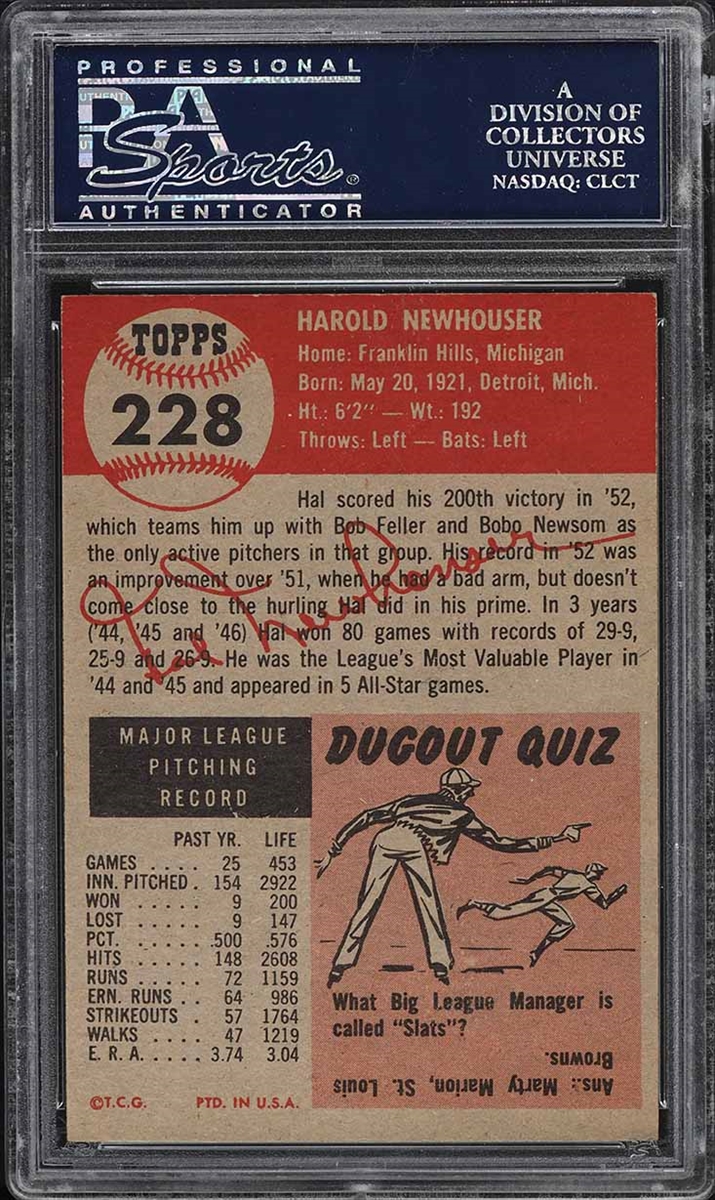 PROFESSIONAL
PSA
Sports ®
AUTHENTICATOR
A
DIVISION OF
COLLECTORS
UNIVERSE
NASDAQ: CLCT
TOPPS
228
HAROLD NEWHOUSER
Home: Franklin Hills, Michigan
Born: May 20, 1921, Detroit, Mich.
Ht.: 6'2" — Wt.: 192
Throws: Left — Bats: Left
Hal scored his 200th victory in '52,
which teams him up with Bob Feller and Bobo Newsom as
the only active pitchers in that group. His record in '52 was
an improvement over '51, when he had a bad arm, but doesn't
come close to the hurling Hal did in his prime. In 3 years
('44, '45 and '46) Hal won 80 games with records of 29-9,
25-9 and 26-9. He was the League's Most Valuable Player in
'44 and '45 and appeared in 5 All-Star games.
Hal Newhouser
MAJOR LEAGUE
PITCHING
RECORD
PAST YR. LIFE
GAMES .... 25 453
INN. PITCHED . 154 2922
WON ..... 9 200
LOST ..... 9 147
PCT. ..... .500 .576
HITS ..... 148 2608
RUNS ..... 72 1159
ERN. RUNS .. 64 986
STRIKEOUTS . 57 1764
WALKS .... 47 1219
E. R. A. .... 3.74 3.04
©T.C.G. PTD. IN U.S.A.
DUGOUT QUIZ
What Big League Manager is
called "Slats"?
Ans.: Marty Marion, St. Louis
Browns.